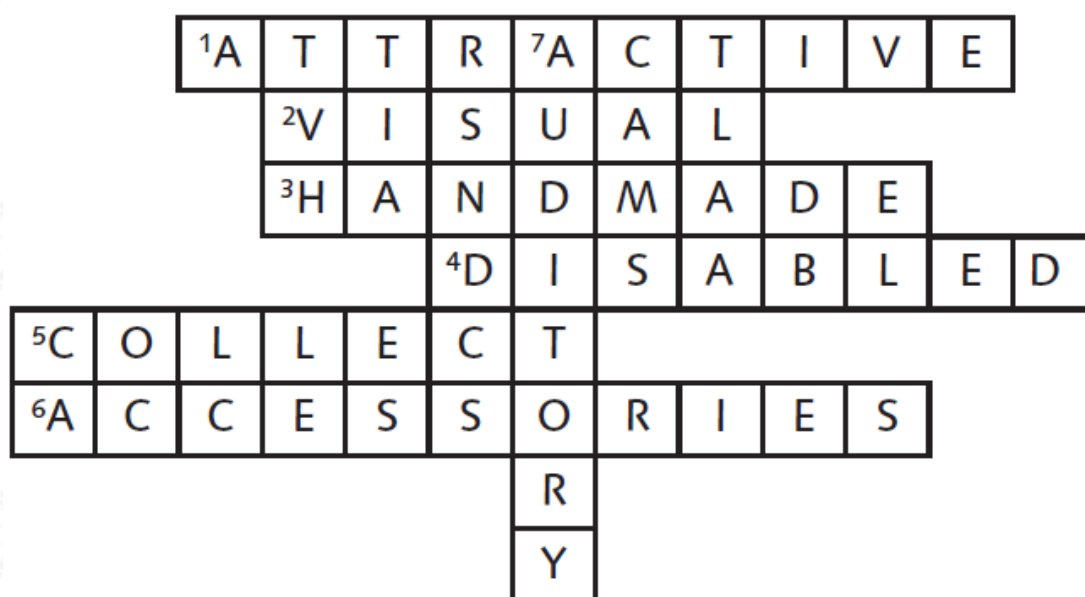 1A T T R 7A C T I V E
2V I S U A L
3H A N D M A D E
4D I S A B L E D
5C O L L E C T
6A C C E S S O R I E S
R
Y